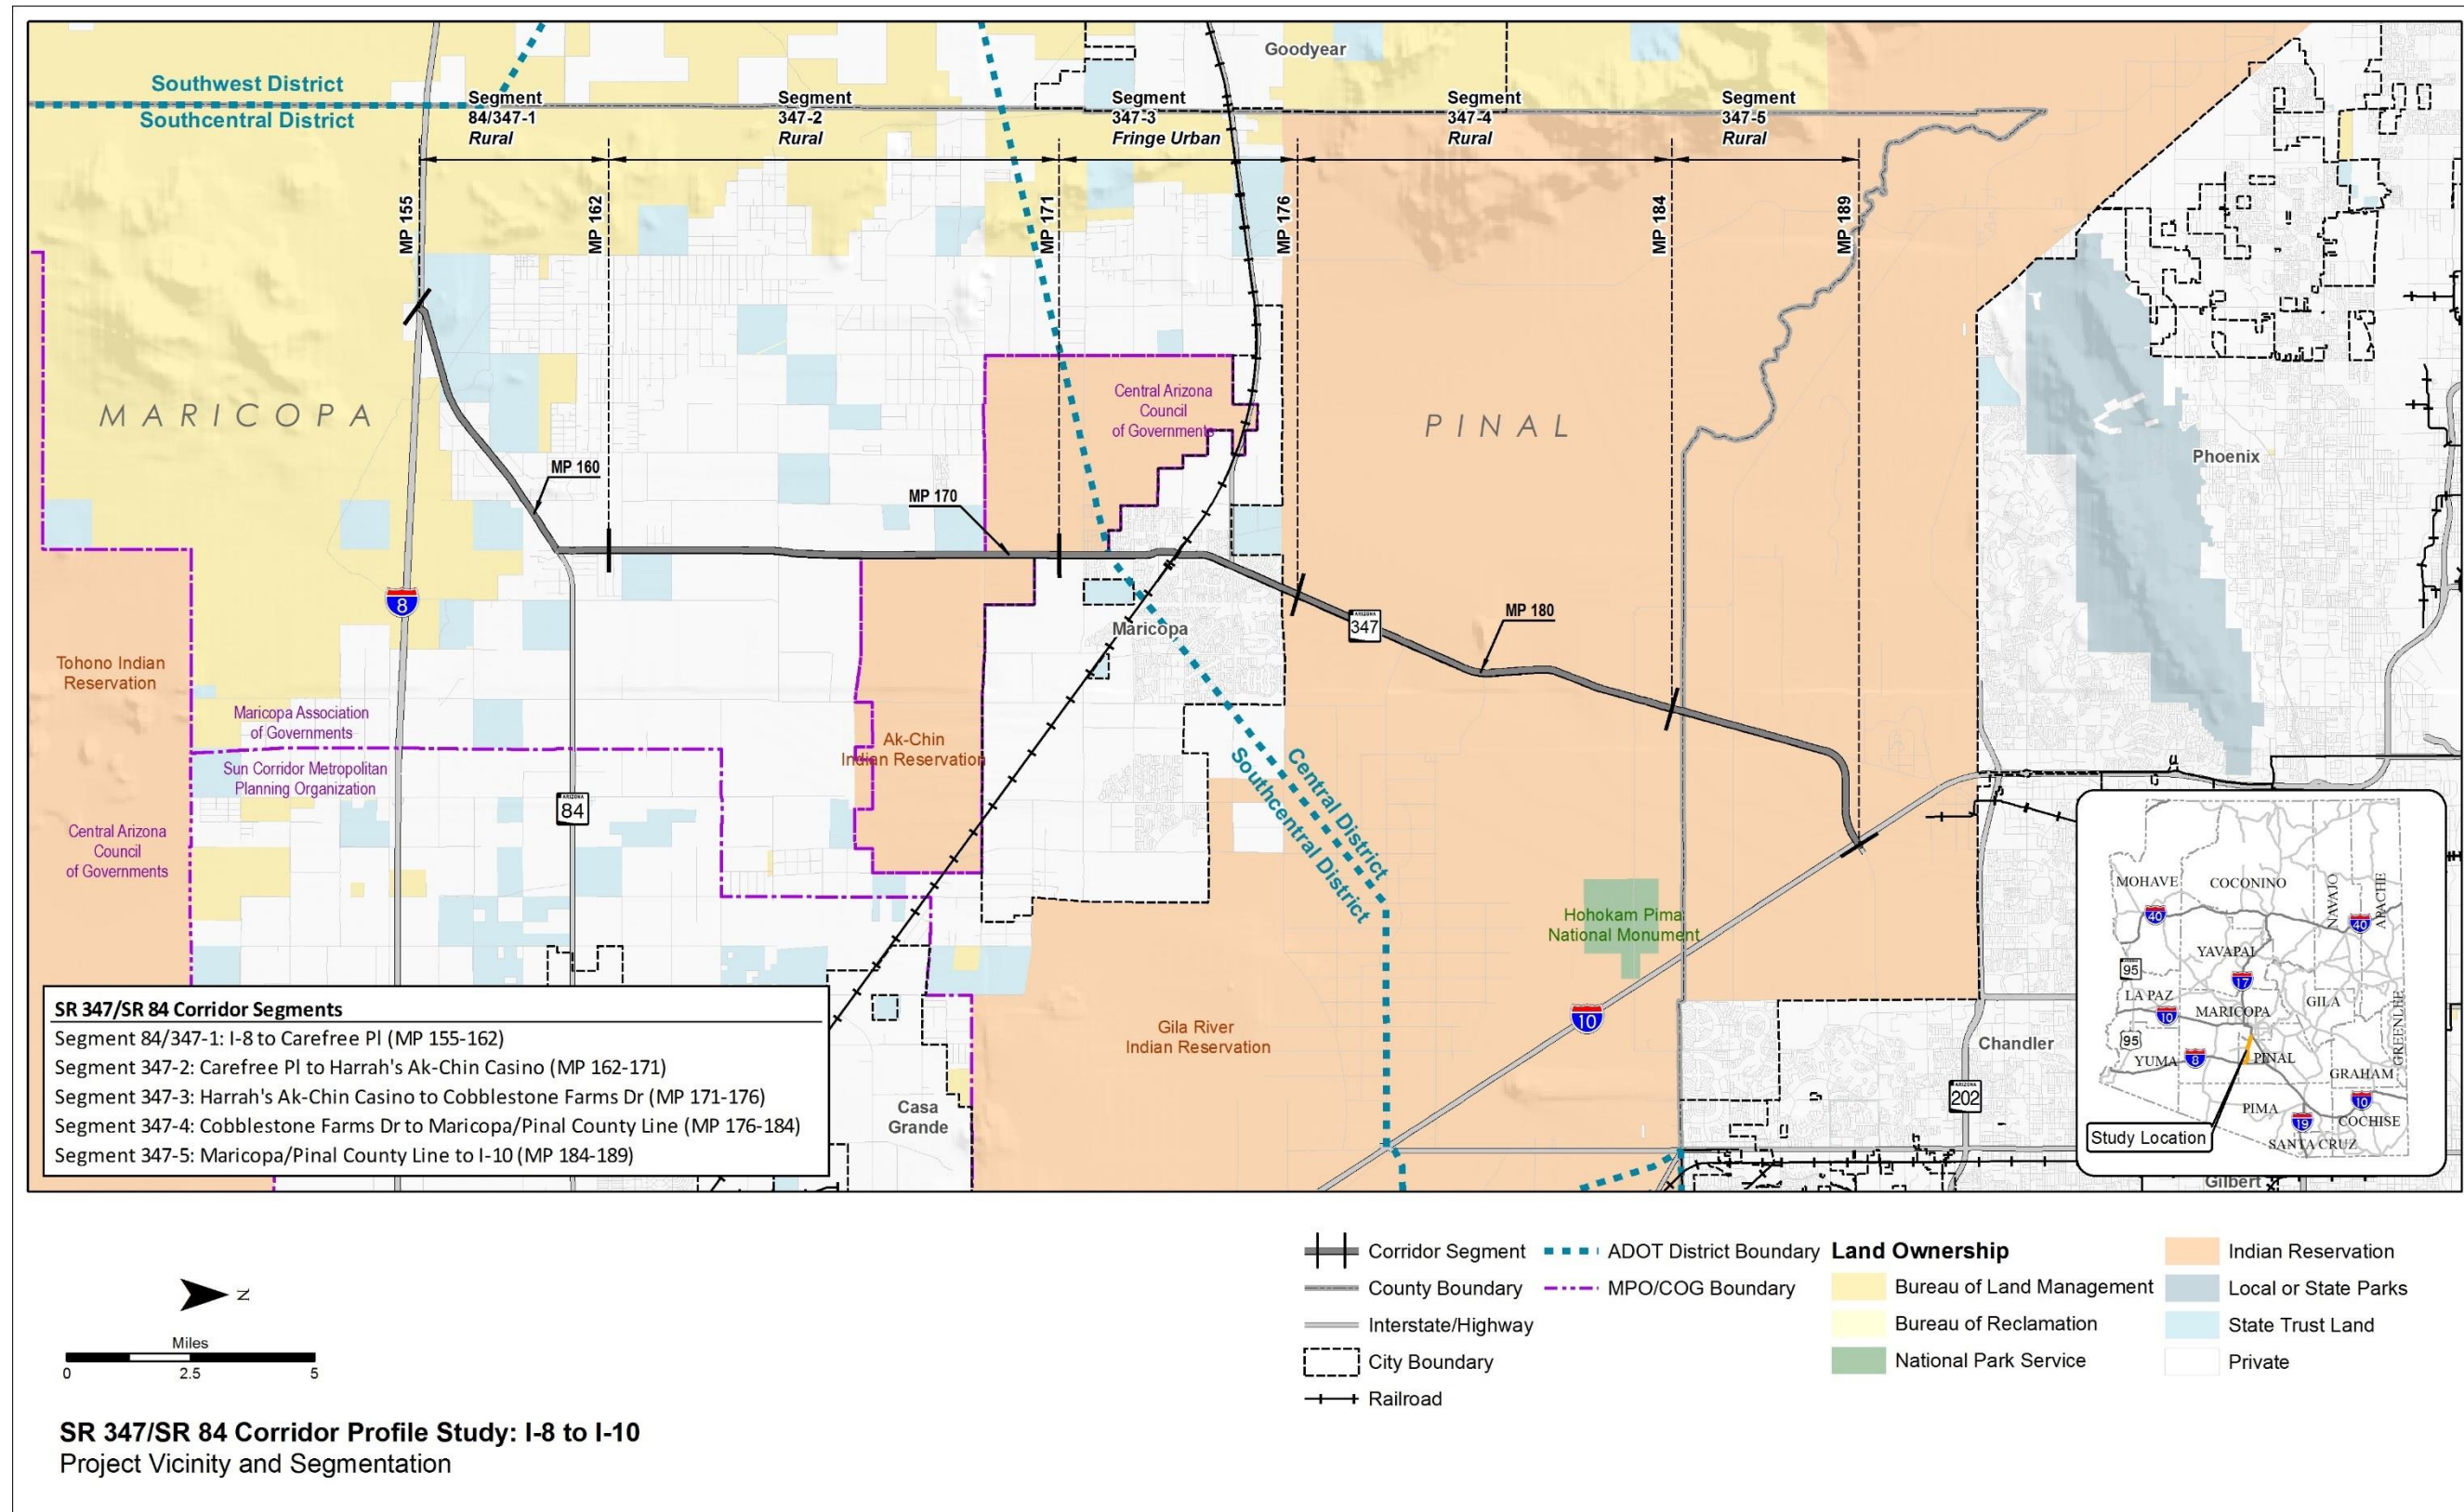 Goodyear
Southwest District
Southcentral District
Segment
84/347-1
Rural
Segment
347-2
Rural
Segment
347-3
Fringe Urban
Segment
347-4
Rural
Segment
347-5
Rural
MP 155
MP 162
MP 171
MP 176
MP 184
MP 189
MARICOPA
PINAL
Central Arizona
Council
of Governments
Phoenix
MP 160
MP 170
8
ARIZONA
347
MP 180
Maricopa
Tohono Indian
Reservation
Maricopa Association
of Governments
Sun Corridor Metropolitan
Planning Organization
Ak-Chin
Indian Reservation
Central District
Southcentral District
ARIZONA
84
Central Arizona
Council
of Governments
Hohokam Pima
National Monument
10
Gila River
Indian Reservation
Casa
Grande
Chandler
ARIZONA
202
Gilbert
SR 347/SR 84 Corridor Segments
Segment 84/347-1: I-8 to Carefree Pl (MP 155-162)
Segment 347-2: Carefree Pl to Harrah's Ak-Chin Casino (MP 162-171)
Segment 347-3: Harrah's Ak-Chin Casino to Cobblestone Farms Dr (MP 171-176)
Segment 347-4: Cobblestone Farms Dr to Maricopa/Pinal County Line (MP 176-184)
Segment 347-5: Maricopa/Pinal County Line to I-10 (MP 184-189)
MOHAVE
COCONINO
NAVAJO
APACHE
40
40
YAVAPAI
95
17
LA PAZ
GILA
10
MARICOPA
GREENLEE
95
YUMA
8
PINAL
GRAHAM
PIMA
10
19
COCHISE
SANTA CRUZ
Study Location
N
Miles
0 2.5 5
Corridor Segment
County Boundary
Interstate/Highway
City Boundary
Railroad
ADOT District Boundary
MPO/COG Boundary
Land Ownership
Bureau of Land Management
Bureau of Reclamation
National Park Service
Indian Reservation
Local or State Parks
State Trust Land
Private
SR 347/SR 84 Corridor Profile Study: I-8 to I-10
Project Vicinity and Segmentation